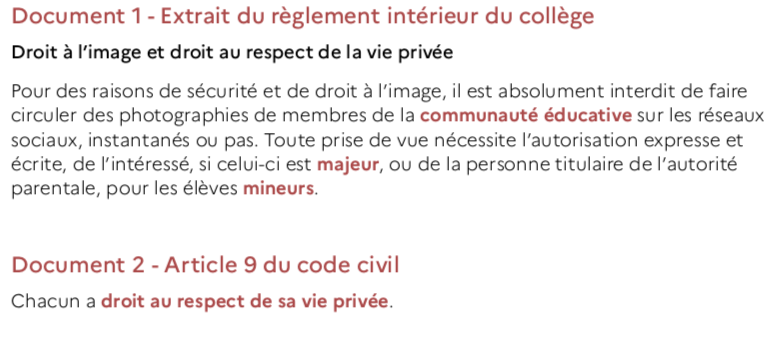 Document 1 - Extrait du règlement intérieur du collège
Droit à l'image et droit au respect de la vie privée
Pour des raisons de sécurité et de droit à l'image, il est absolument interdit de faire
circuler des photographies de membres de la communauté éducative sur les réseaux
sociaux, instantanés ou pas. Toute prise de vue nécessite l'autorisation expresse et
écrite, de l'intéressé, si celui-ci est majeur, ou de la personne titulaire de l'autorité
parentale, pour les élèves mineurs.
Document 2 - Article 9 du code civil
Chacun a droit au respect de sa vie privée.